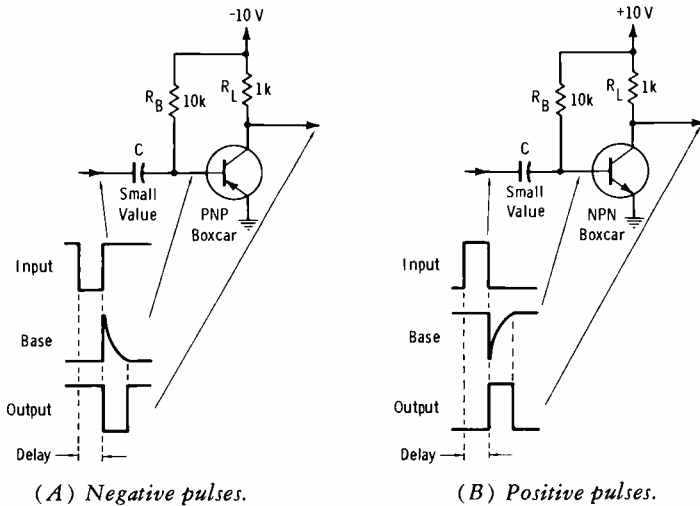 -10 V
R_B
10k
R_L
1k
C
Small
Value
PNP
Boxcar
Input
Base
Output
Delay
(A) Negative pulses.
+10 V
R_B
10k
R_L
1k
C
Small
Value
NPN
Boxcar
Input
Base
Output
Delay
(B) Positive pulses.